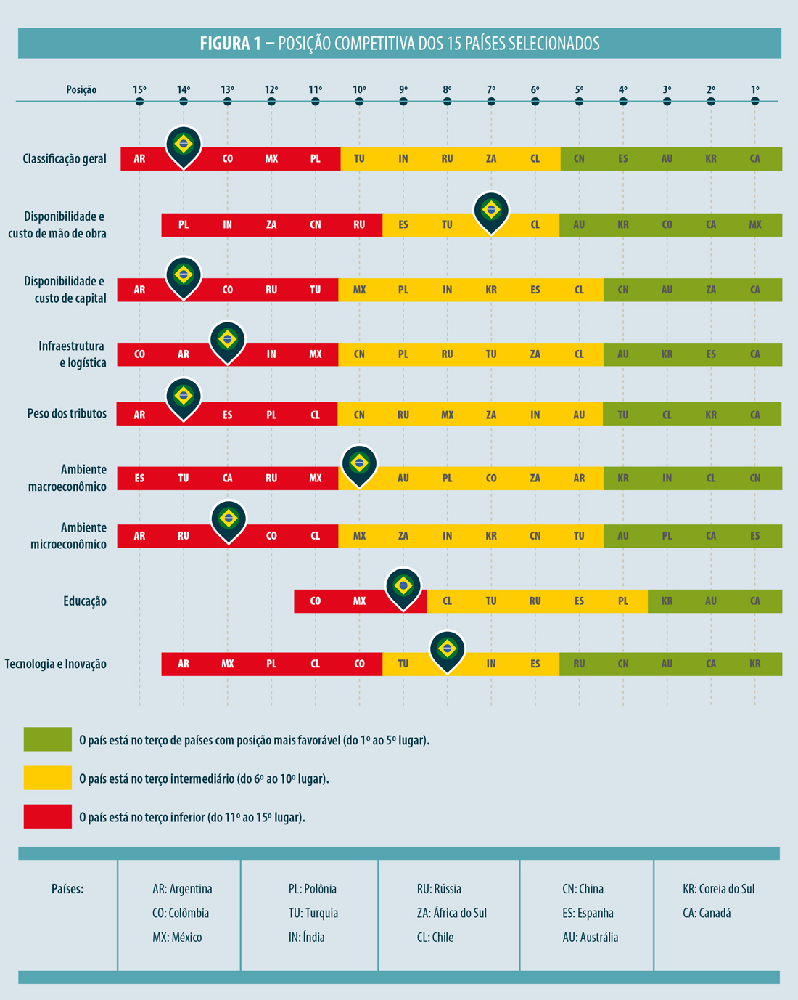 FIGURA 1 – POSIÇÃO COMPETITIVA DOS 15 PAÍSES SELECIONADOS
Posição 15º 14º 13º 12º 11º 10º 9º 8º 7º 6º 5º 4º 3º 2º 1º
Classificação geral AR CO MX PL TU IN RU ZA CL CN ES AU KR CA
Disponibilidade e
custo de mão de obra PL IN ZA CN RU ES TU CL AU KR CO CA MX
Disponibilidade e
custo de capital AR CO RU TU MX PL IN KR ES CL CN AU ZA CA
Infraestrutura
e logística CO AR IN MX CN PL RU TU ZA CL AU KR ES CA
Peso dos tributos AR ES PL CL CN RU MX ZA IN AU TU CL KR CA
Ambiente
macroeconômico ES TU CA RU MX AU PL CO ZA AR KR IN CL CN
Ambiente
microeconômico AR RU CO CL MX ZA IN KR CN TU AU PL CA ES
Educação CO MX CL TU RU ES PL KR AU CA
Tecnologia e Inovação AR MX PL CL CO TU IN ES RU CN AU CA KR
O país está no terço de países com posição mais favorável (do 1º ao 5º lugar).
O país está no terço intermediário (do 6º ao 10º lugar).
O país está no terço inferior (do 11º ao 15º lugar).
Países: AR: Argentina PL: Polônia RU: Rússia CN: China KR: Coreia do Sul
CO: Colômbia TU: Turquia ZA: África do Sul ES: Espanha CA: Canadá
MX: México IN: Índia CL: Chile AU: Austrália